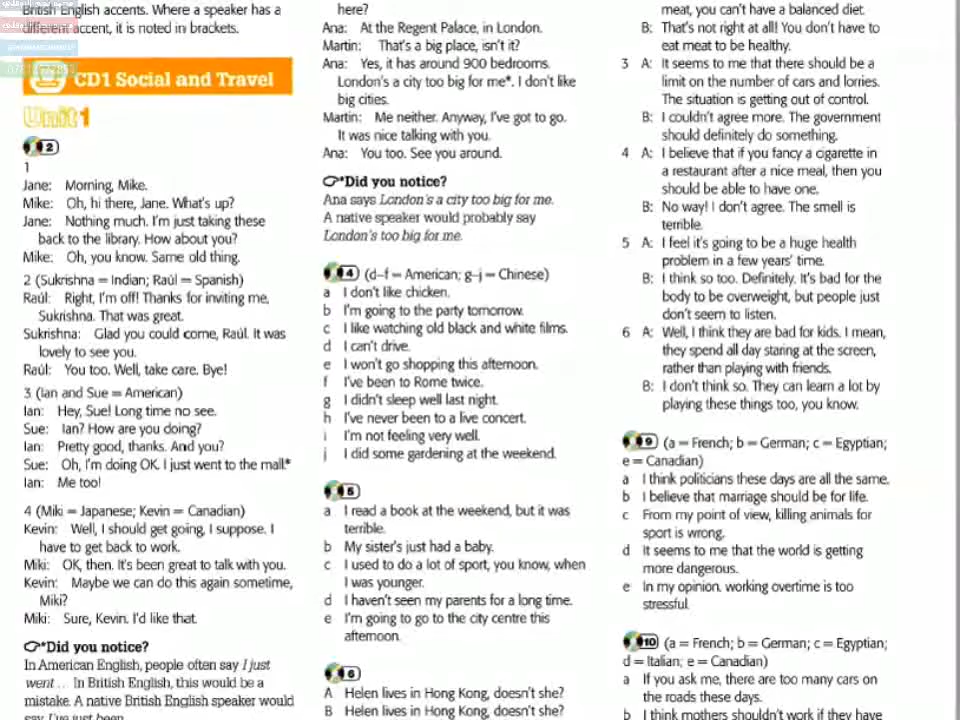 British English accents. Where a speaker has a
different accent, it is noted in brackets.
CD1 Social and Travel
Unit 1
2
1
Jane: Morning, Mike.
Mike: Oh, hi there, Jane. What's up?
Jane: Nothing much. I'm just taking these
back to the library. How about you?
Mike: Oh, you know. Same old thing.
2 (Sukrishna = Indian; Raúl = Spanish)
Raúl: Right, I'm off! Thanks for inviting me,
Sukrishna. That was great.
Sukrishna: Glad you could come, Raúl. It was
lovely to see you.
Raúl: You too. Well, take care. Bye!
3 (Ian and Sue = American)
Ian: Hey, Sue! Long time no see.
Sue: Ian? How are you doing?
Ian: Pretty good, thanks. And you?
Sue: Oh, I'm doing OK. I just went to the mall*
Ian: Me too!
4 (Miki = Japanese; Kevin = Canadian)
Kevin: Well, I should get going, I suppose. I
have to get back to work.
Miki: OK, then. It's been great to talk with you.
Kevin: Maybe we can do this again sometime,
Miki?
Miki: Sure, Kevin. I'd like that.
*Did you notice?
In American English, people often say I just
went ... In British English, this would be a
mistake. A native British English speaker would
say I've just been
here?
Ana: At the Regent Palace, in London.
Martin: That's a big place, isn't it?
Ana: Yes, it has around 900 bedrooms.
London's a city too big for me*. I don't like
big cities.
Martin: Me neither. Anyway, I've got to go.
It was nice talking with you.
Ana: You too. See you around.
*Did you notice?
Ana says London's a city too big for me.
A native speaker would probably say
London's too big for me.
4 (d–f = American; g–j = Chinese)
a I don't like chicken.
b I'm going to the party tomorrow.
c I like watching old black and white films.
d I can't drive.
e I won't go shopping this afternoon.
f I've been to Rome twice.
g I didn't sleep well last night.
h I've never been to a live concert.
i I'm not feeling very well.
j I did some gardening at the weekend.
5
a I read a book at the weekend, but it was
terrible.
b My sister's just had a baby.
c I used to do a lot of sport, you know, when
I was younger.
d I haven't seen my parents for a long time.
e I'm going to go to the city centre this
afternoon.
6
A Helen lives in Hong Kong, doesn't she?
B Helen lives in Hong Kong, doesn't she?
meat, you can't have a balanced diet.
B: That's not right at all! You don't have to
eat meat to be healthy.
3 A: It seems to me that there should be a
limit on the number of cars and lorries.
The situation is getting out of control.
B: I couldn't agree more. The government
should definitely do something.
4 A: I believe that if you fancy a cigarette in
a restaurant after a nice meal, then you
should be able to have one.
B: No way! I don't agree. The smell is
terrible.
5 A: I feel it's going to be a huge health
problem in a few years' time.
B: I think so too. Definitely. It's bad for the
body to be overweight, but people just
don't seem to listen.
6 A: Well, I think they are bad for kids. I mean,
they spend all day staring at the screen,
rather than playing with friends.
B: I don't think so. They can learn a lot by
playing these things too, you know.
9 (a = French; b = German; c = Egyptian;
e = Canadian)
a I think politicians these days are all the same.
b I believe that marriage should be for life.
c From my point of view, killing animals for
sport is wrong.
d It seems to me that the world is getting
more dangerous.
e In my opinion, working overtime is too
stressful.
10 (a = French; b = German; c = Egyptian;
d = Italian; e = Canadian)
a If you ask me, there are too many cars on
the roads these days.
b I think mothers shouldn't work if they have